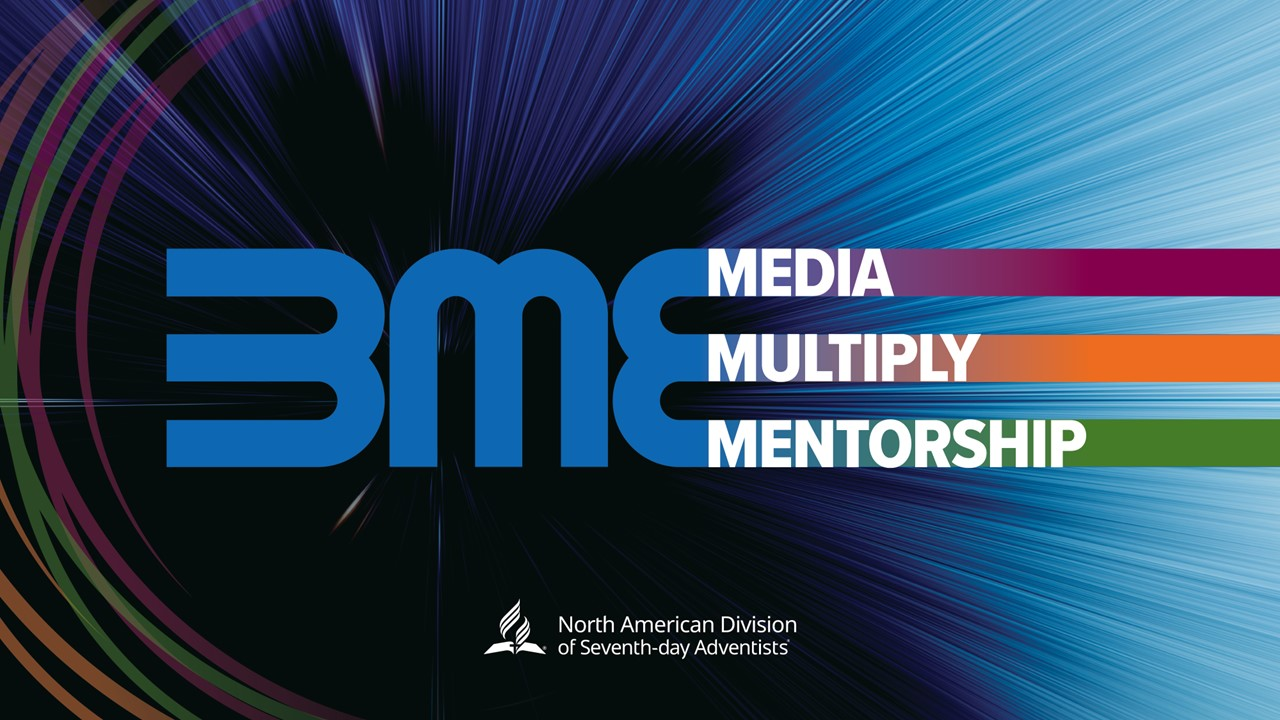 3ME
MEDIA
MULTIPLY
MENTORSHIP
North American Division
of Seventh-day Adventists®